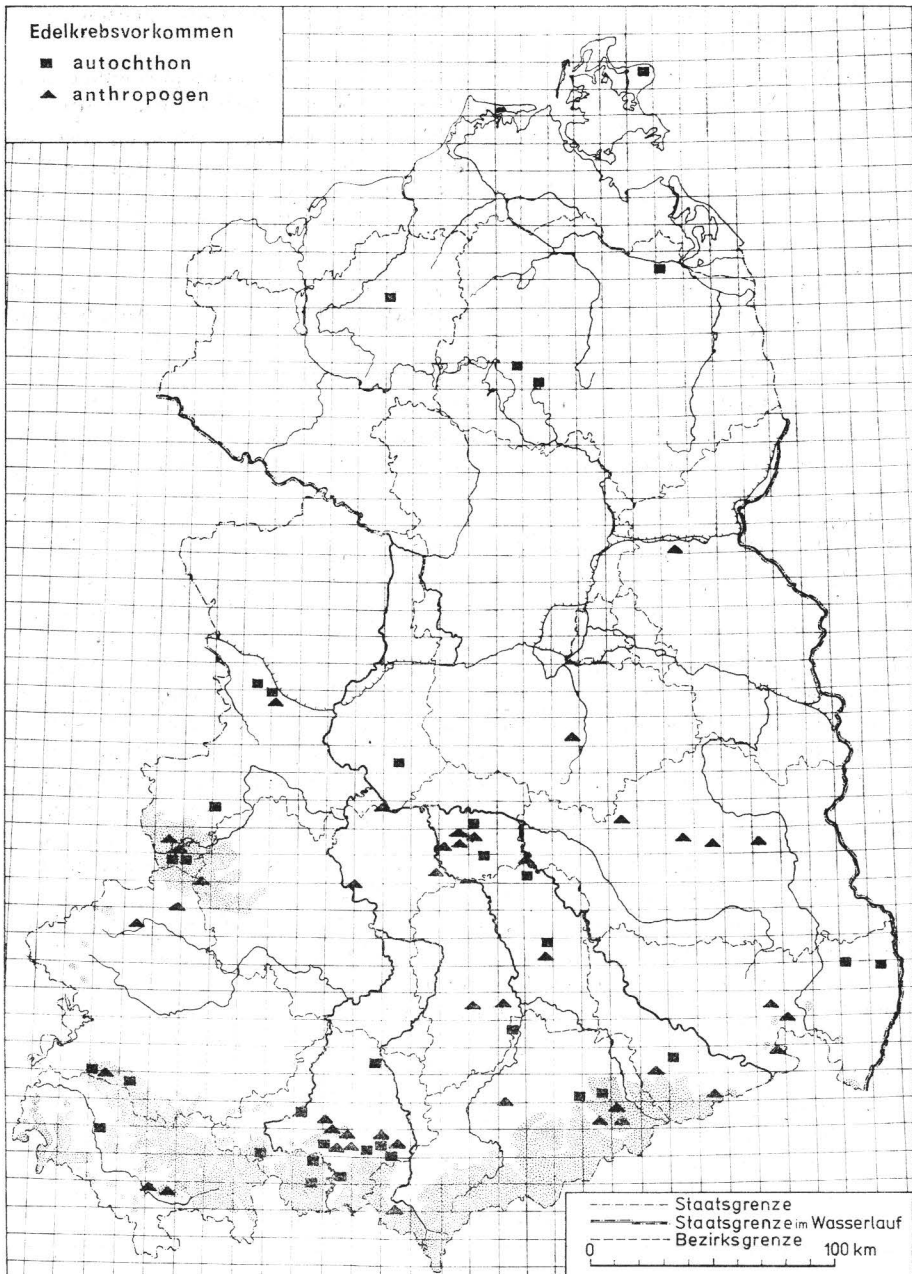 Edelkrebsvorkommen
autochthon
anthropogen
Staatsgrenze
Staatsgrenze im Wasserlauf
Bezirksgrenze
0 100 km